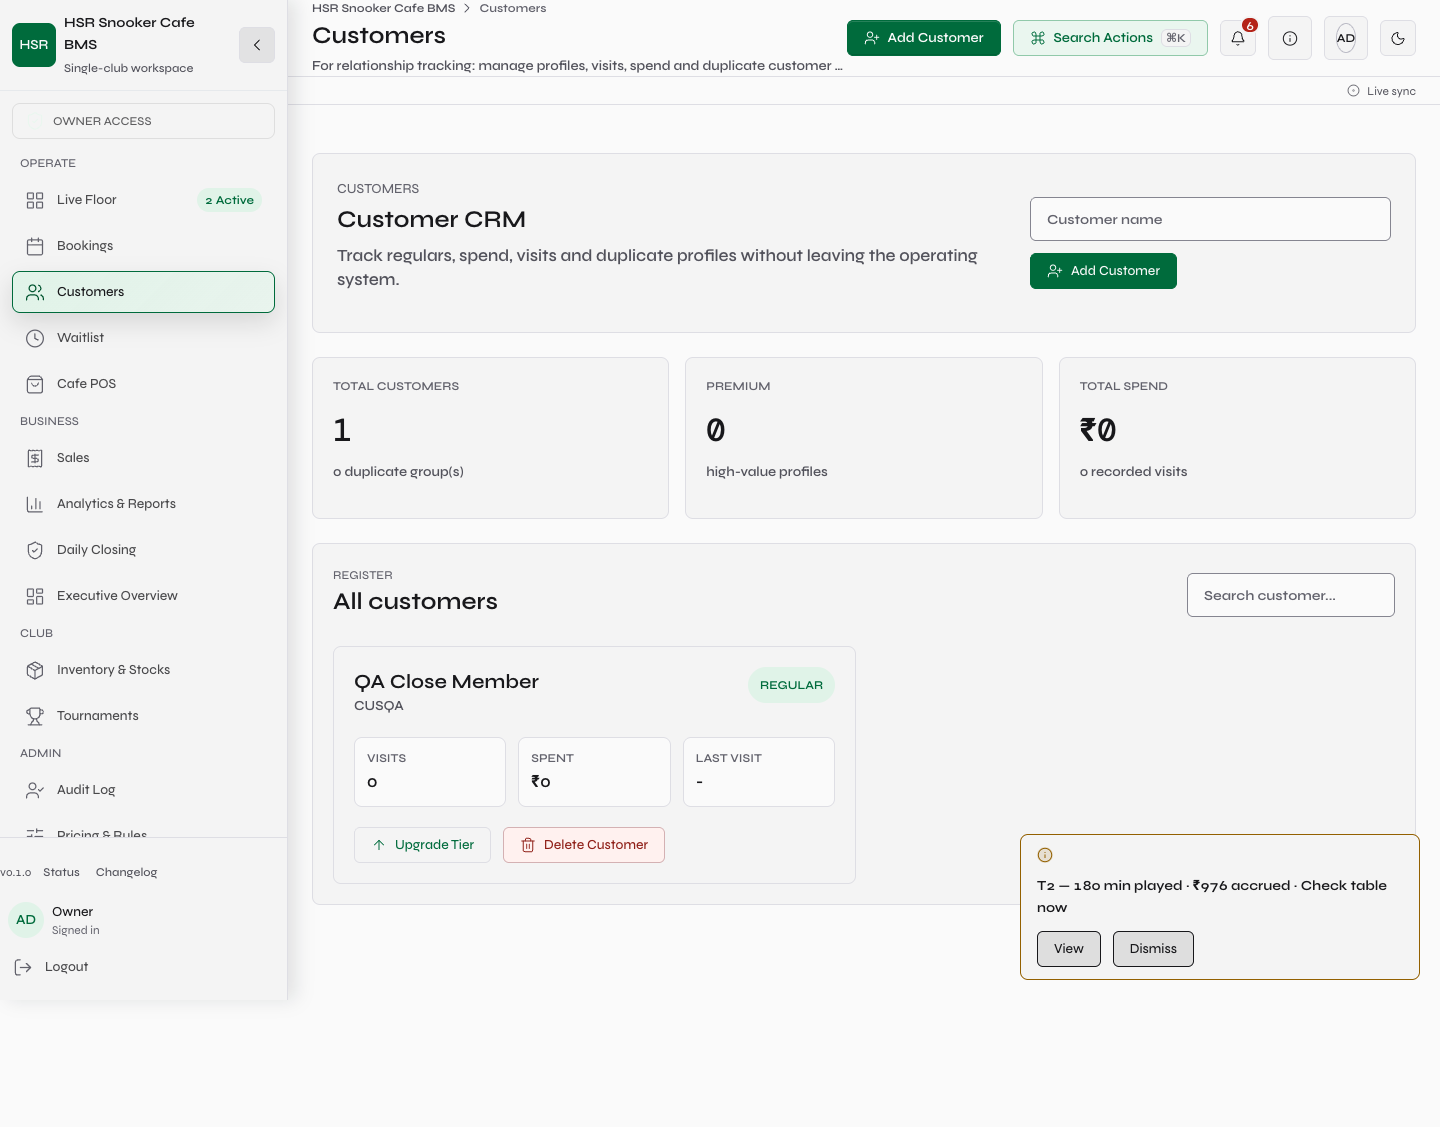 HSR
HSR Snooker Cafe
BMS
Single-club workspace
OWNER ACCESS
OPERATE
Live Floor
2 Active
Bookings
Customers
Waitlist
Cafe POS
BUSINESS
Sales
Analytics & Reports
Daily Closing
Executive Overview
CLUB
Inventory & Stocks
Tournaments
ADMIN
Audit Log
Pricing & Rules
v0.1.0 Status Changelog
AD
Owner
Signed in
Logout
HSR Snooker Cafe BMS > Customers
Customers
For relationship tracking: manage profiles, visits, spend and duplicate customer ...
Add Customer
Search Actions ⌘K
6
AD
Live sync
CUSTOMERS
Customer CRM
Track regulars, spend, visits and duplicate profiles without leaving the operating
system.
Customer name
Add Customer
TOTAL CUSTOMERS
1
0 duplicate group(s)
PREMIUM
0
high-value profiles
TOTAL SPEND
₹0
0 recorded visits
REGISTER
All customers
Search customer...
QA Close Member
CUSQA
REGULAR
VISITS
0
SPENT
₹0
LAST VISIT
-
Upgrade Tier
Delete Customer
T2 — 180 min played · ₹976 accrued · Check table
now
View
Dismiss